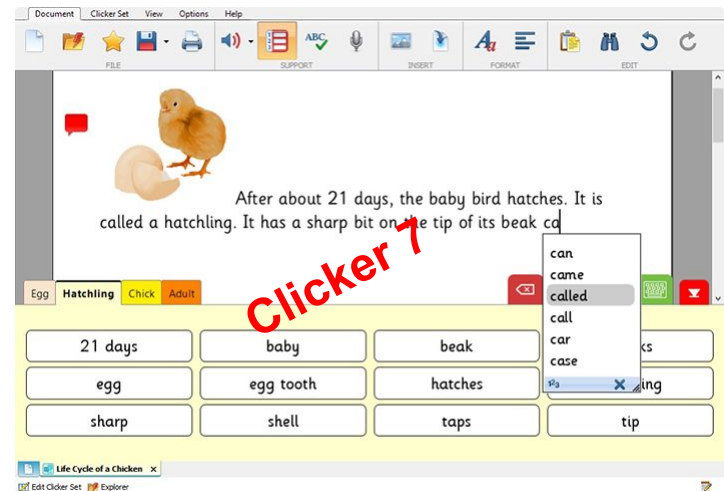 Document Clicker Set View Options Help
ABC
FILE SUPPORT INSERT FORMAT EDIT
After about 21 days, the baby bird hatches. It is
called a hatchling. It has a sharp bit on the tip of its beak ca
Clicker 7
can
came
called
call
car
case
Egg Hatchling Chick Adult
21 days baby beak ks
egg egg tooth hatches ing
sharp shell taps tip
Life Cycle of a Chicken x
Edit Clicker Set Explorer